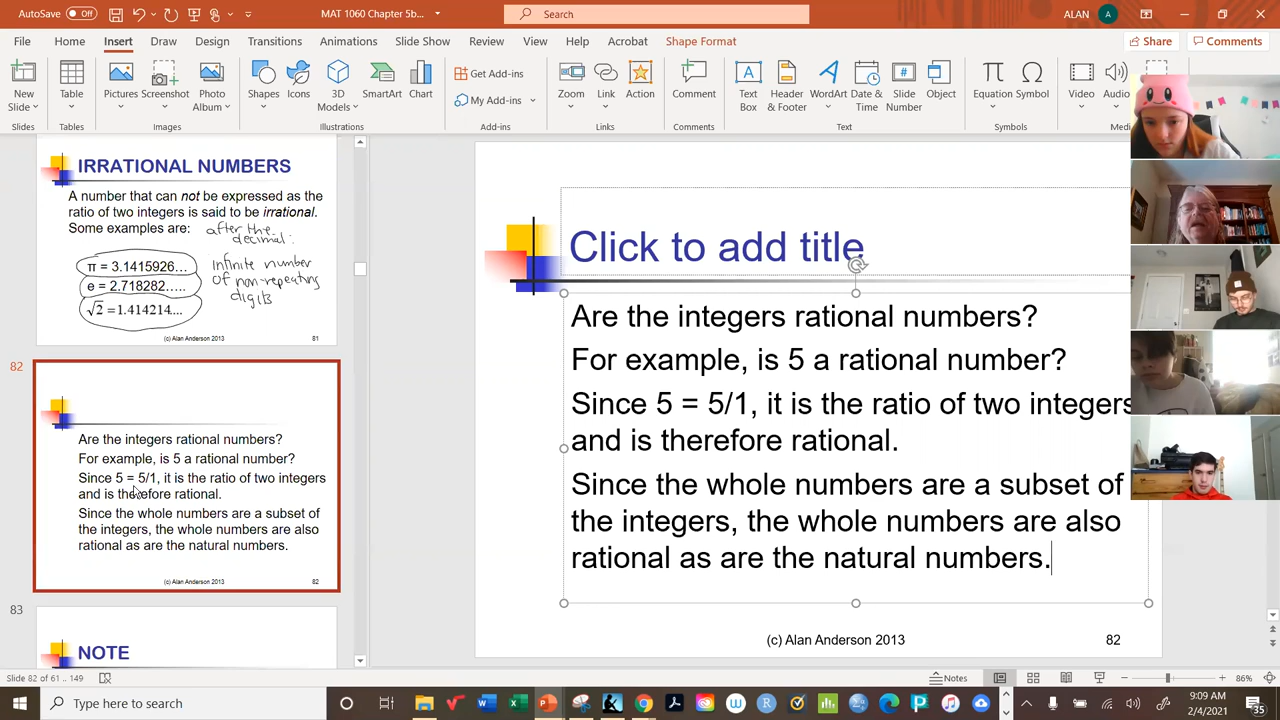 AutoSave Off
MAT 1060 Chapter 5b...
Search
ALAN A
File Home Insert Draw Design Transitions Animations Slide Show Review View Help Acrobat Shape Format Share Comments
New Slide
Table
Pictures
Screenshot
Photo Album
Shapes
Icons
3D Models
SmartArt
Chart
Get Add-ins
My Add-ins
Zoom
Link
Action
Comment
Text Box
Header & Footer
WordArt
Date & Time
Slide Number
Object
Equation
Symbol
Video
Audio
Slides Tables Images Illustrations Add-ins Links Comments Text Symbols Medi
IRRATIONAL NUMBERS
A number that can not be expressed as the
ratio of two integers is said to be irrational.
Some examples are:
after the
decimal:
π = 3.1415926...
e = 2.718282.....
√2 = 1.414214...
infinite number
of non-repeating
digits
(c) Alan Anderson 2013 81
82
Are the integers rational numbers?
For example, is 5 a rational number?
Since 5 = 5/1, it is the ratio of two integers
and is therefore rational.
Since the whole numbers are a subset of
the integers, the whole numbers are also
rational as are the natural numbers.
(c) Alan Anderson 2013 82
83
NOTE
Click to add title
Are the integers rational numbers?
For example, is 5 a rational number?
Since 5 = 5/1, it is the ratio of two integers
and is therefore rational.
Since the whole numbers are a subset of
the integers, the whole numbers are also
rational as are the natural numbers.
(c) Alan Anderson 2013 82
Slide 82 of 61 .. 149
Notes
86%
Type here to search
9:09 AM
2/4/2021
35